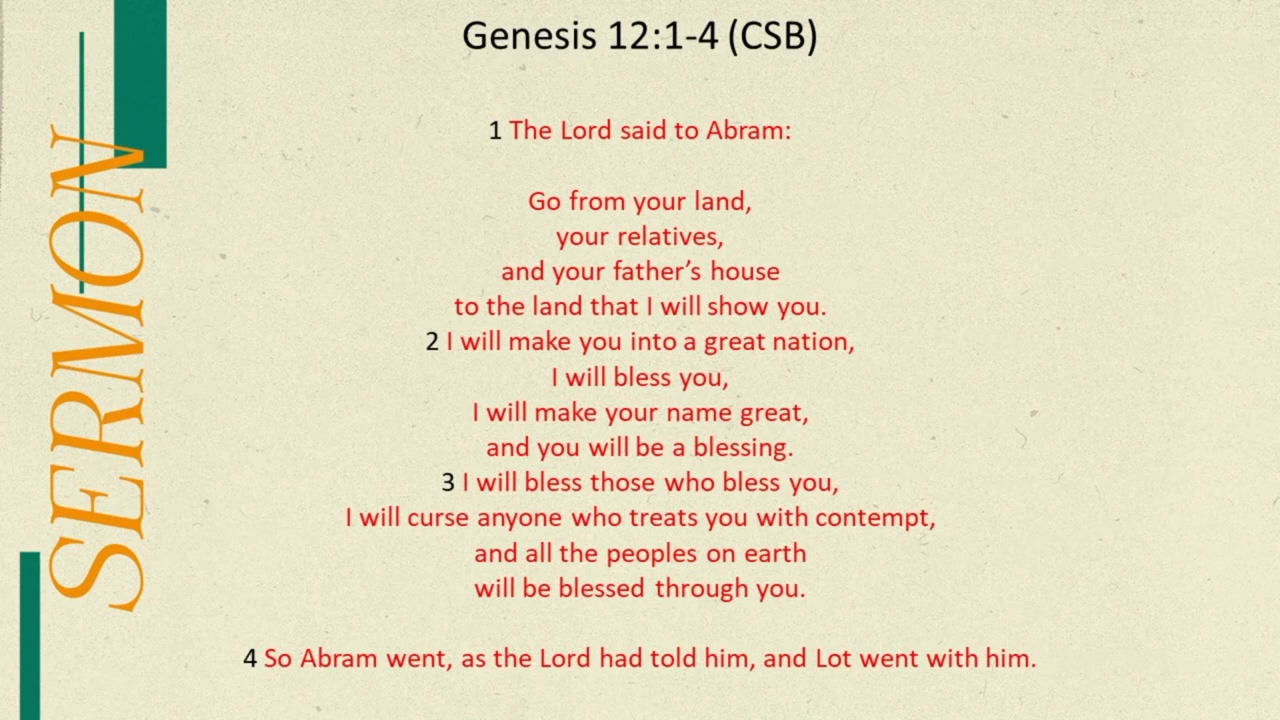 Genesis 12:1-4 (CSB)
SERMON
1 The Lord said to Abram:
Go from your land,
your relatives,
and your father’s house
to the land that I will show you.
2 I will make you into a great nation,
I will bless you,
I will make your name great,
and you will be a blessing.
3 I will bless those who bless you,
I will curse anyone who treats you with contempt,
and all the peoples on earth
will be blessed through you.
4 So Abram went, as the Lord had told him, and Lot went with him.